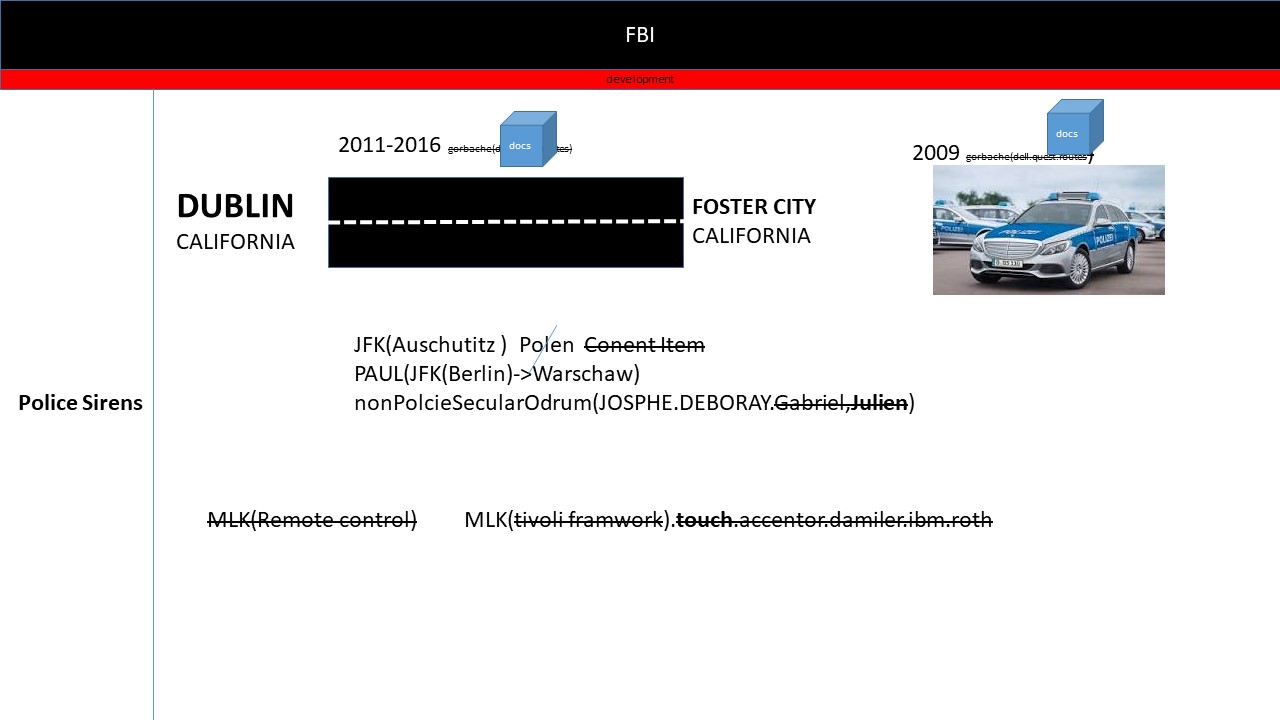 FBI
development
2011-2016 gorbache(d tes)
docs
2009 gorbache(dell.quest.routes)
docs
DUBLIN
CALIFORNIA
FOSTER CITY
CALIFORNIA
POLIZEI
POLIZEI
JFK(Auschutitz ) Polen Conent Item
PAUL(JFK(Berlin)->Warschaw)
Police Sirens
nonPolcieSecularOdrum(JOSPHE.DEBORAY.Gabriel,Julien)
MLK(Remote control)
MLK(tivoli framwork).touch.accentor.damiler.ibm.roth